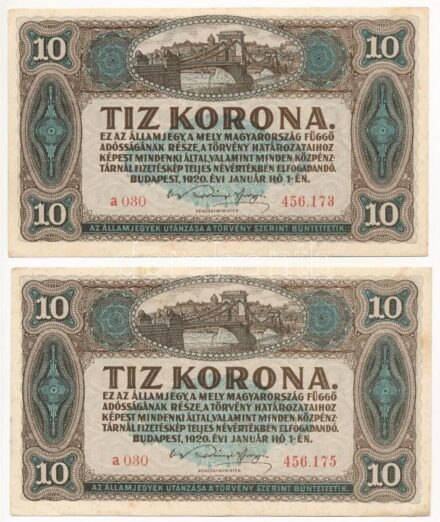 10 10
TIZ KORONA.
EZ AZ ÁLLAMJEGY, A MELY MAGYARORSZÁG FÜGGŐ
ADÓSSÁGÁNAK RÉSZE, A TÖRVÉNY HATÁROZATAIHOZ
KÉPEST MINDENKI ÁLTAL, VALAMINT MINDEN KÖZPÉNZ-
TÁRNÁL FIZETÉSKÉP TELJES NÉVÉRTÉKBEN ELFOGADANDÓ.
BUDAPEST, 1920. ÉVI JANUÁR HÓ 1-ÉN.
a 030 456.173
PÉNZÜGYMINISTER
10 10
AZ ÁLLAMJEGYEK UTÁNZÁSA A TÖRVÉNY SZERINT BÜNTETTETIK.
10 10
TIZ KORONA.
EZ AZ ÁLLAMJEGY, A MELY MAGYARORSZÁG FÜGGŐ
ADÓSSÁGÁNAK RÉSZE, A TÖRVÉNY HATÁROZATAIHOZ
KÉPEST MINDENKI ÁLTAL, VALAMINT MINDEN KÖZPÉNZ-
TÁRNÁL FIZETÉSKÉP TELJES NÉVÉRTÉKBEN ELFOGADANDÓ.
BUDAPEST, 1920. ÉVI JANUÁR HÓ 1-ÉN.
a 030 456.175
PÉNZÜGYMINISTER
10 10
AZ ÁLLAMJEGYEK UTÁNZÁSA A TÖRVÉNY SZERINT BÜNTETTETIK.